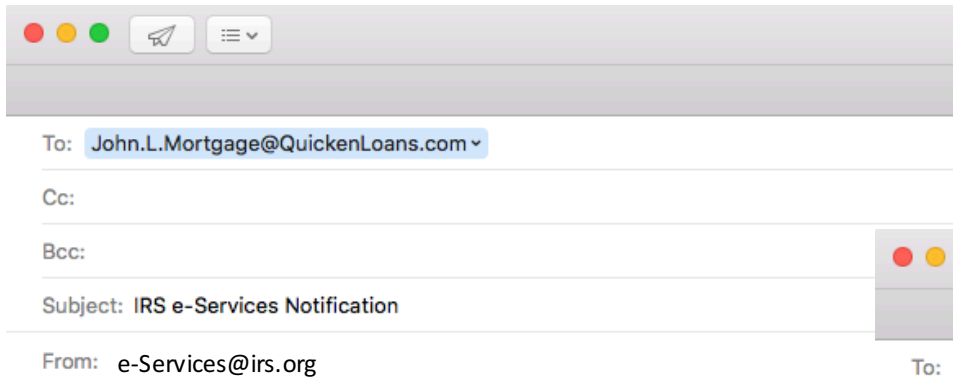 To: John.L.Mortgage@QuickenLoans.com
Cc:
Bcc:
Subject: IRS e-Services Notification
From: e-Services@irs.org
To: